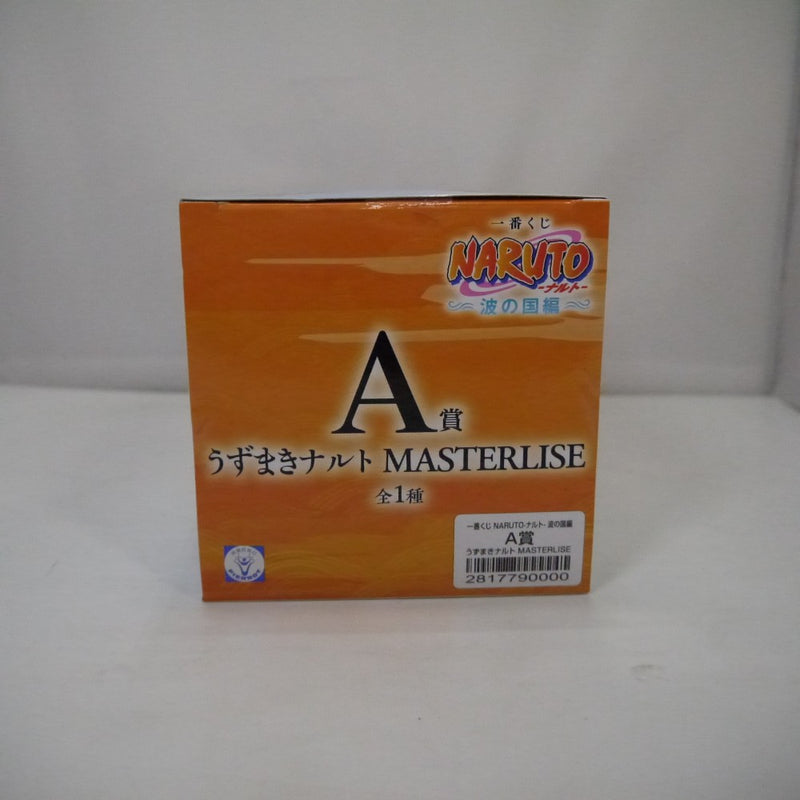 一番くじ
NARUTO
-ナルト-
波の国編
A賞
うずまきナルト MASTERLISE
全1種
PIERROT
一番くじ NARUTO-ナルト- 波の国編
A賞
うずまきナルト MASTERLISE
2817790000